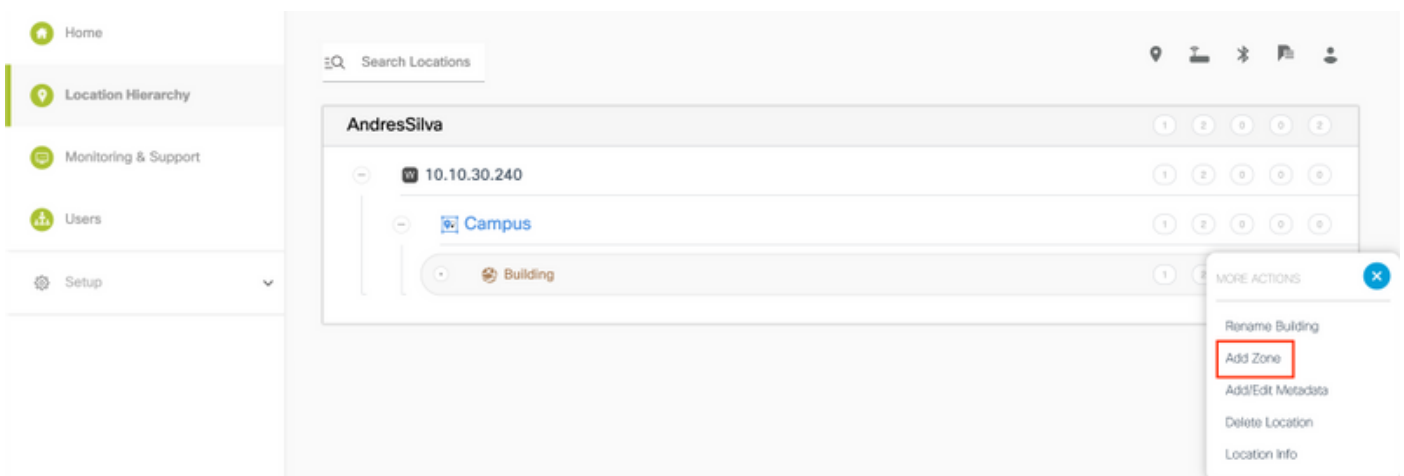 Home
Search Locations
Location Hierarchy
AndresSilva 1 2 0 0 2
Monitoring & Support
W 10.10.30.240 1 2 0 0 0
Users
Campus 1 2 0 0 0
Building 1 2
MORE ACTIONS
Setup
Rename Building
Add Zone
Add/Edit Metadata
Delete Location
Location Info